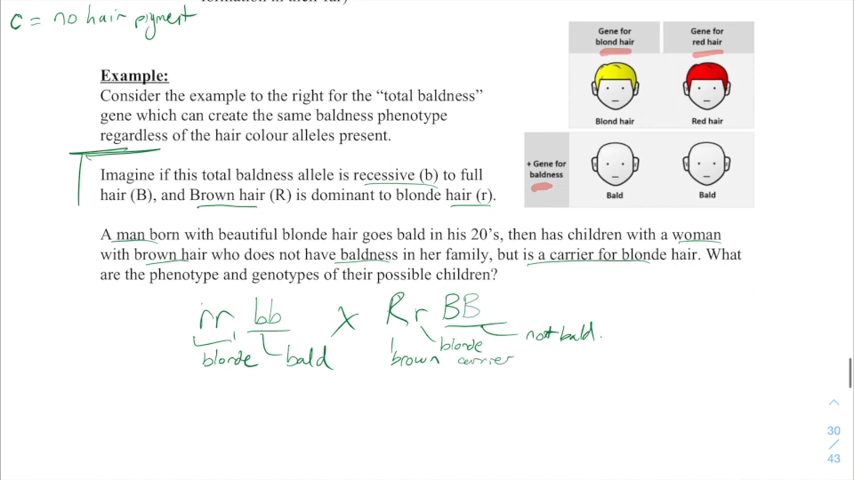 formation in their fur)
c = no hair pigment
Gene for
blond hair
Gene for
red hair
Blond hair
Red hair
+ Gene for
baldness
Bald
Bald
Example:
Consider the example to the right for the “total baldness”
gene which can create the same baldness phenotype
regardless of the hair colour alleles present.
Imagine if this total baldness allele is recessive (b) to full
hair (B), and Brown hair (R) is dominant to blonde hair (r).
A man born with beautiful blonde hair goes bald in his 20’s, then has children with a woman
with brown hair who does not have baldness in her family, but is a carrier for blonde hair. What
are the phenotype and genotypes of their possible children?
rr bb x Rr BB
blonde bald brown blonde carrier not bald.
30
/
43